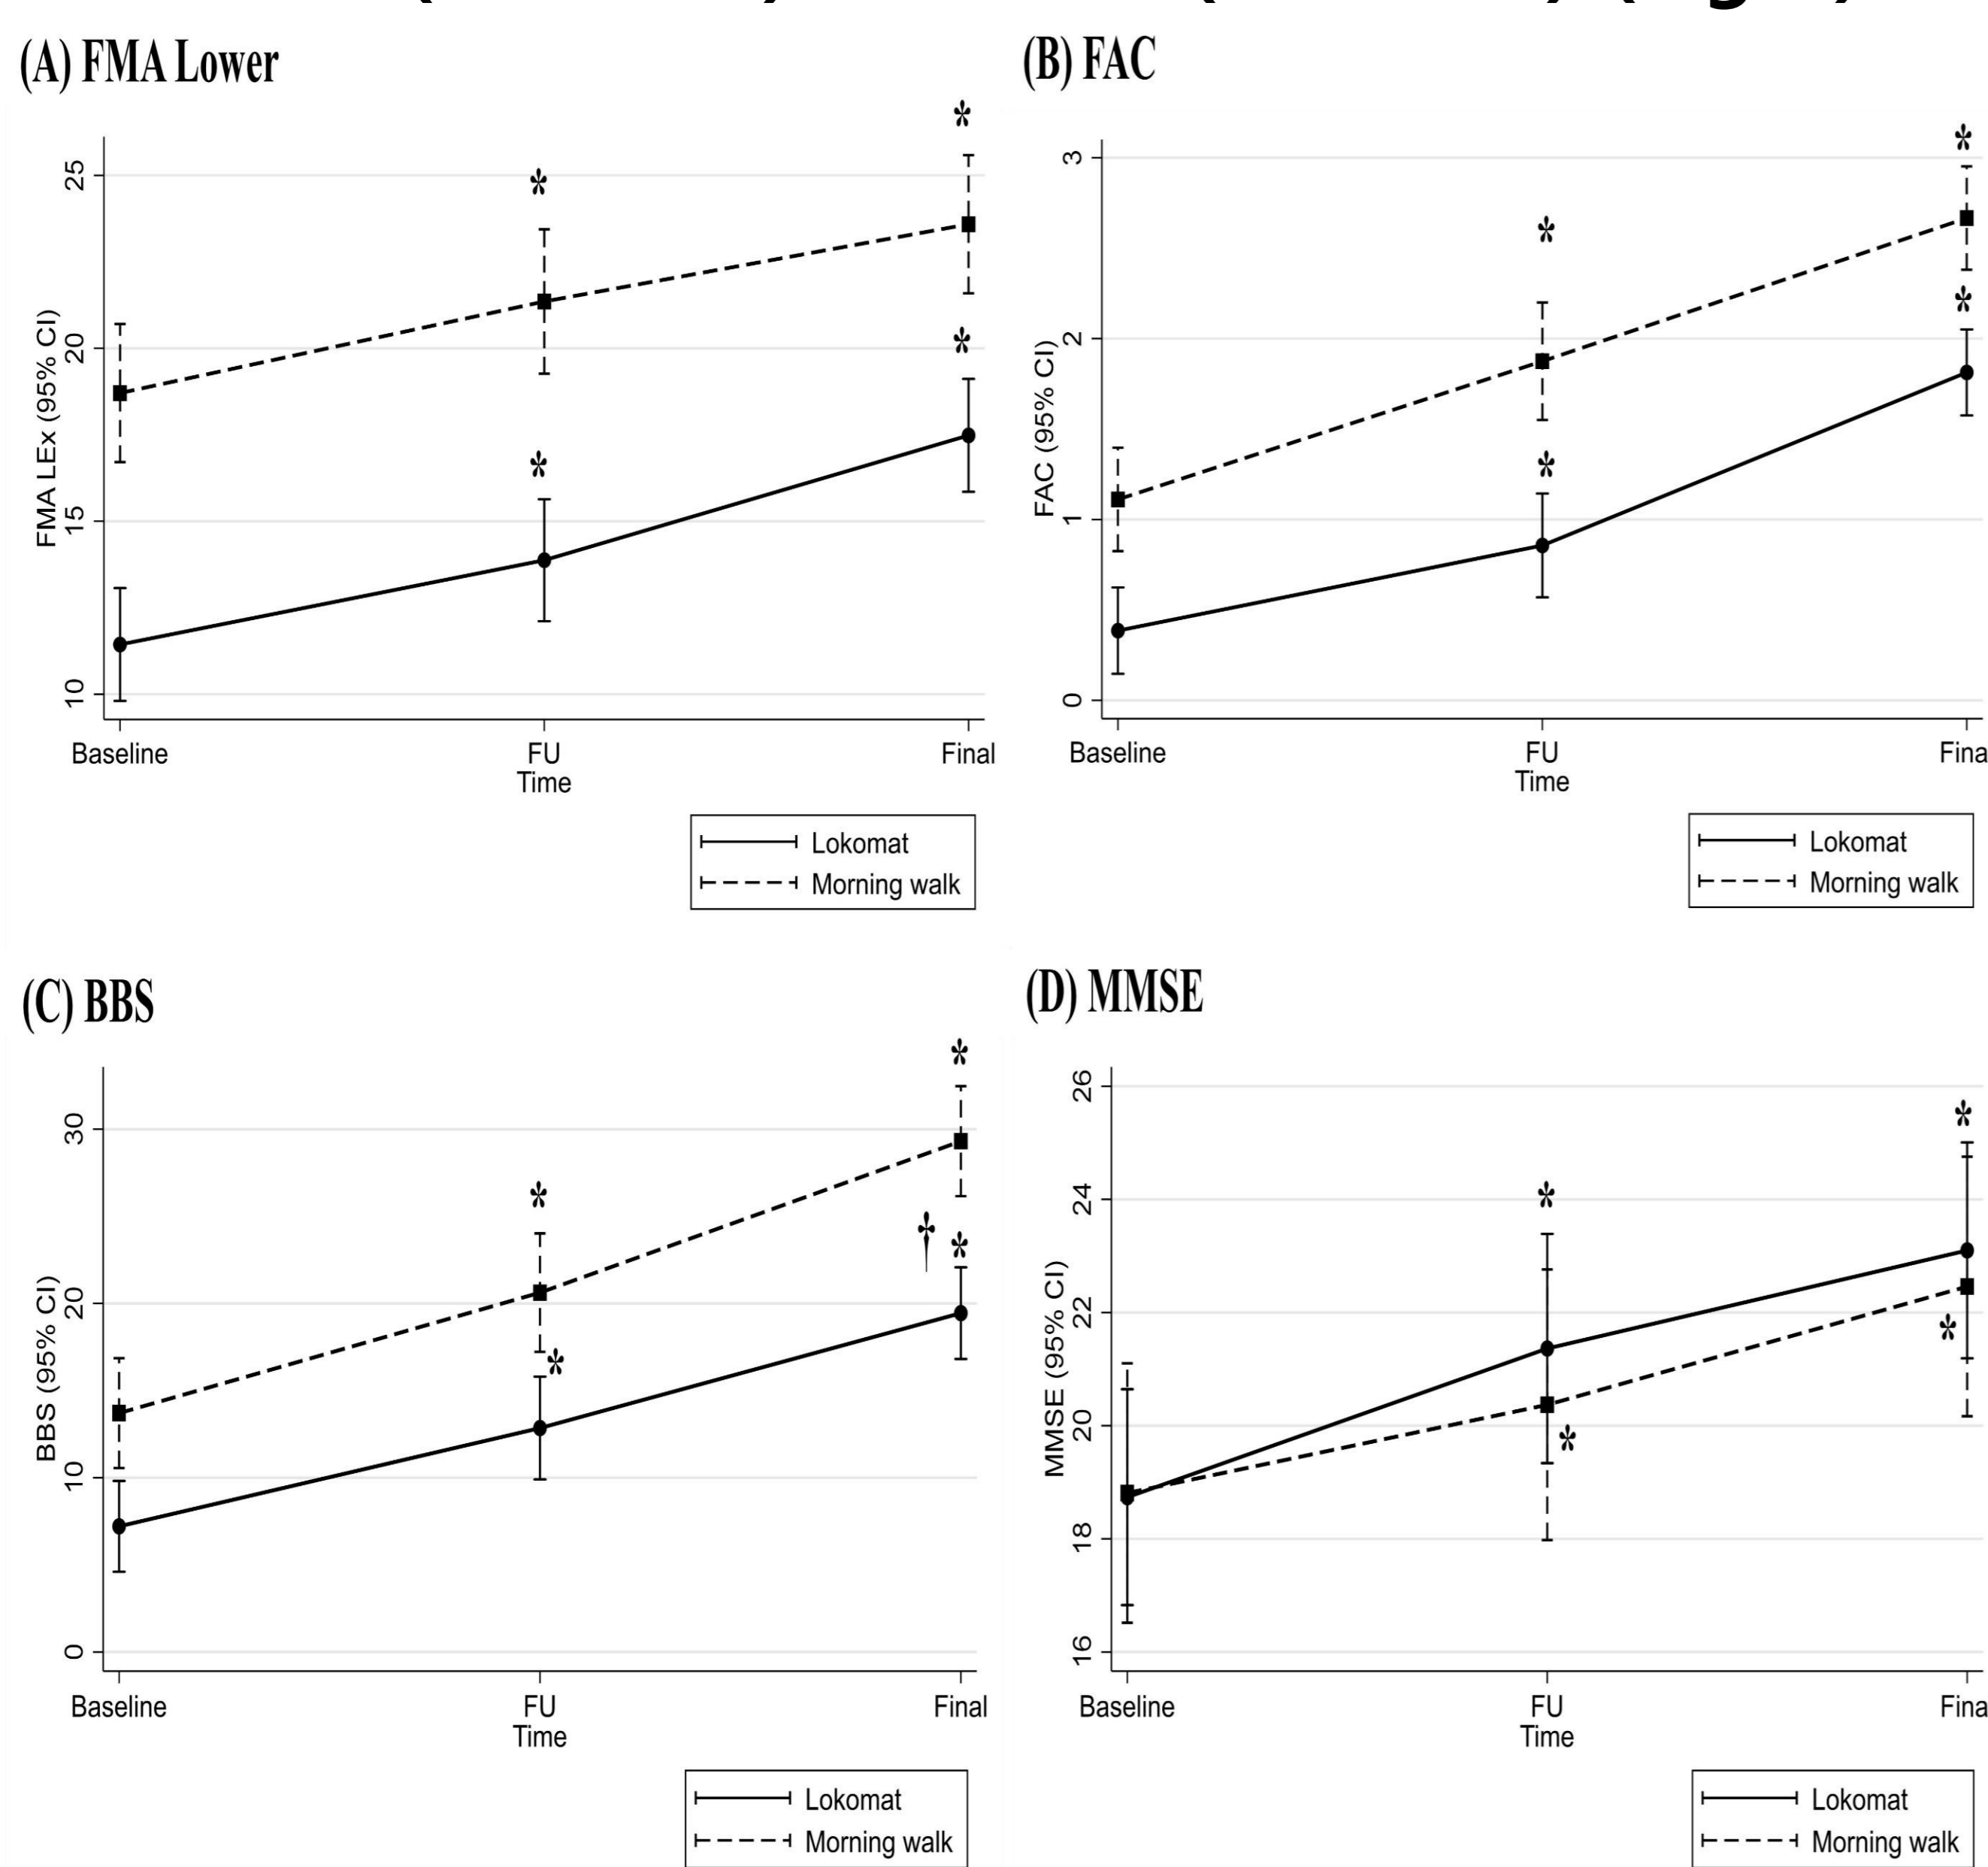 (A) FMA Lower
*
*
*
*
25
20
15
10
FMA LEx (95% CI)
Baseline
FU
Final
Time
Lokomat
Morning walk
(B) FAC
*
*
*
*
3
2
1
0
FAC (95% CI)
Baseline
FU
Fina
Time
Lokomat
Morning walk
(C) BBS
*
*
† *
*
30
20
10
0
BBS (95% CI)
Baseline
FU
Final
Time
Lokomat
Morning walk
(D) MMSE
*
*
*
*
26
24
22
20
18
16
MMSE (95% CI)
Baseline
FU
Fina
Time
Lokomat
Morning walk